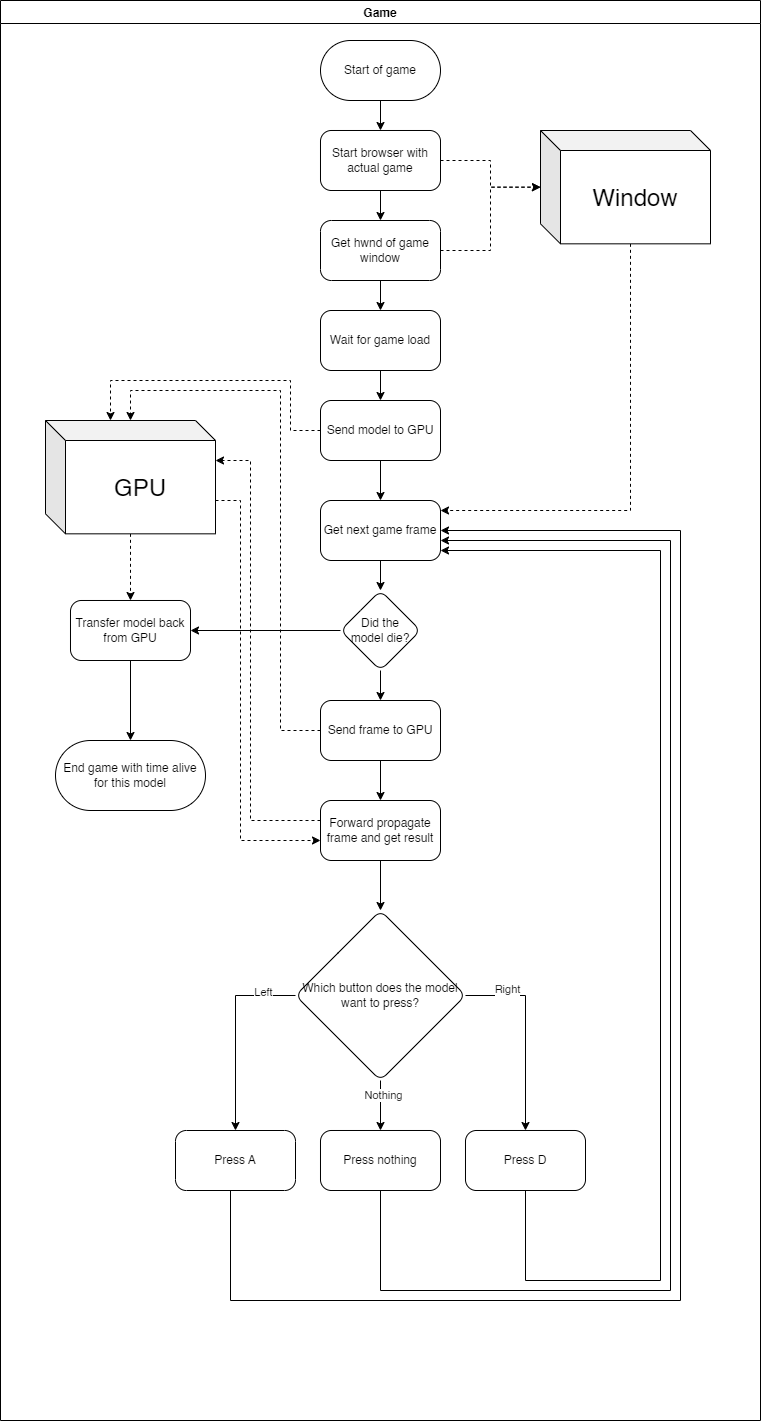 Game
Start of game
Start browser with
actual game
Window
Get hwnd of game
window
Wait for game load
Send model to GPU
GPU
Get next game frame
Did the
model die?
Transfer model back
from GPU
Send frame to GPU
End game with time alive
for this model
Forward propagate
frame and get result
Which button does the model
want to press?
Left
Right
Nothing
Press A
Press nothing
Press D